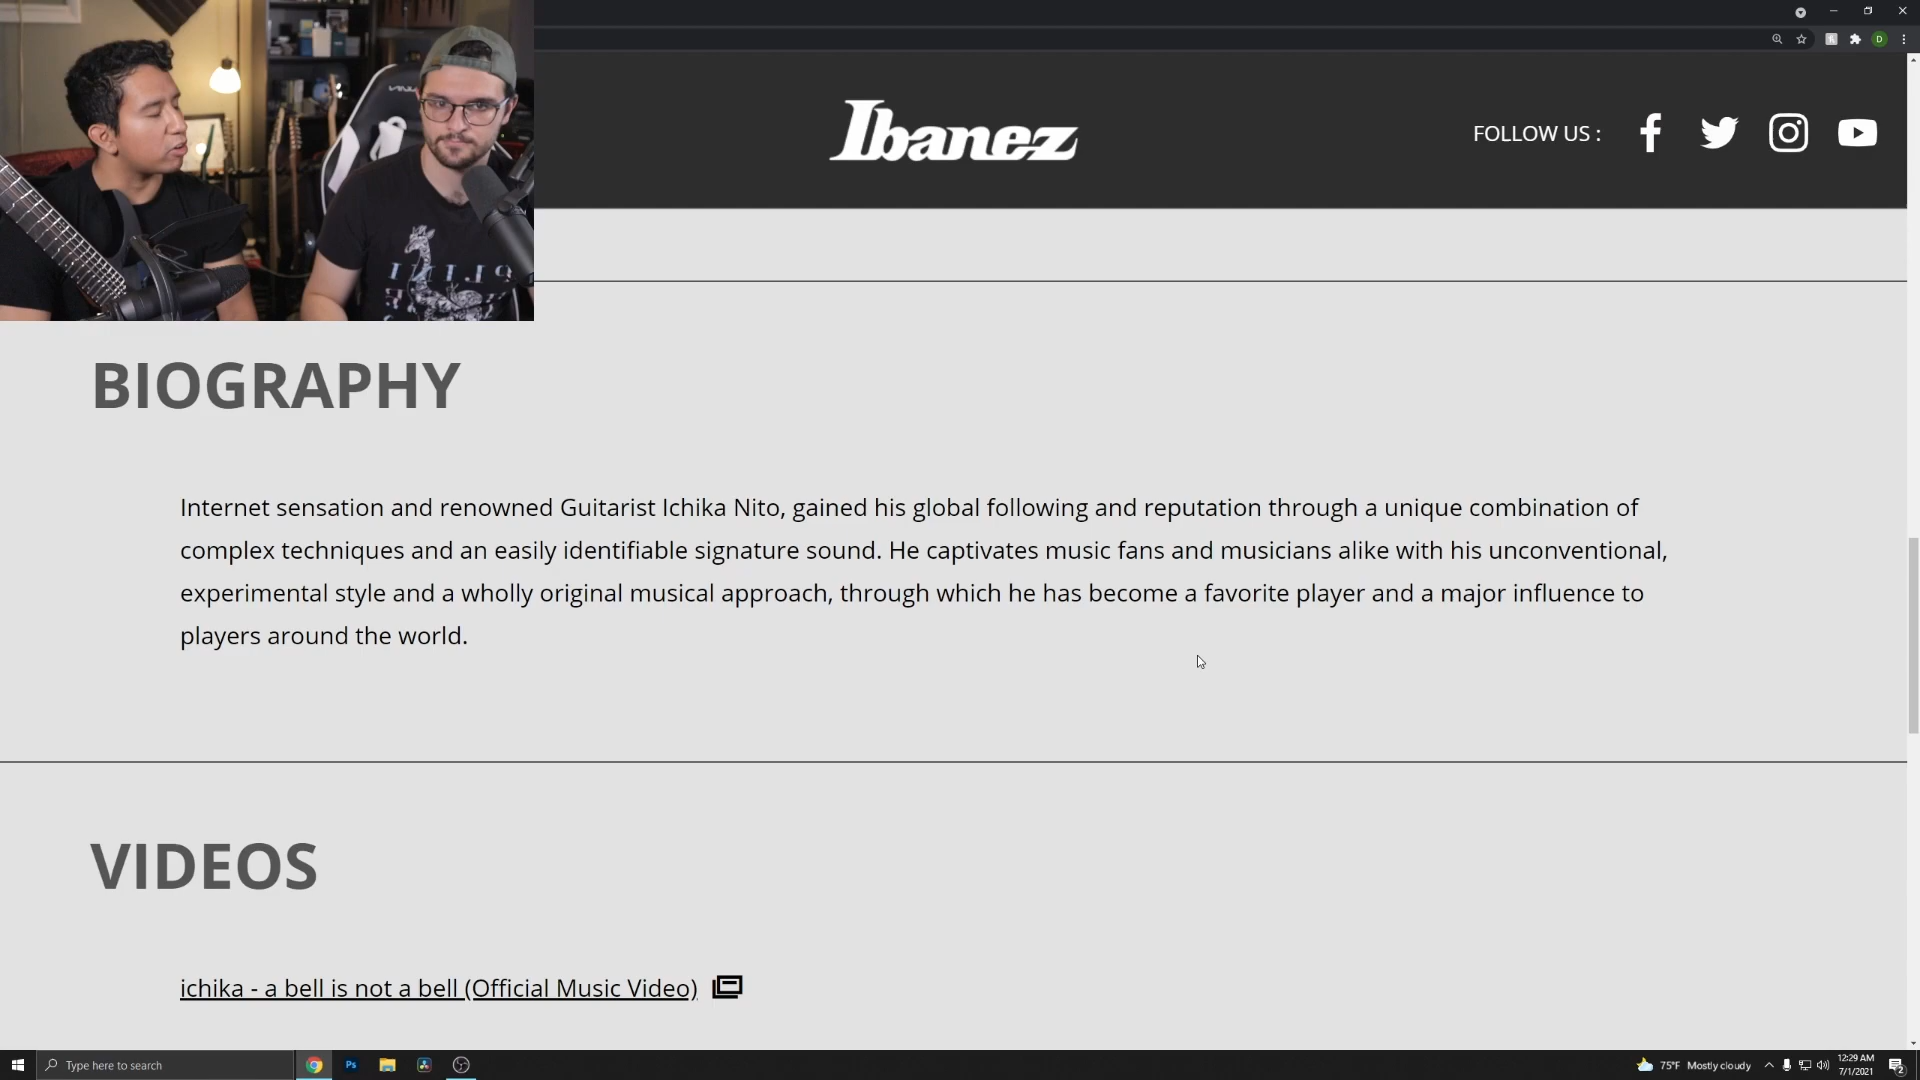 Ibanez
FOLLOW US :
BIOGRAPHY
Internet sensation and renowned Guitarist Ichika Nito, gained his global following and reputation through a unique combination of
complex techniques and an easily identifiable signature sound. He captivates music fans and musicians alike with his unconventional,
experimental style and a wholly original musical approach, through which he has become a favorite player and a major influence to
players around the world.
VIDEOS
ichika - a bell is not a bell (Official Music Video)
Type here to search
Ps
75°F Mostly cloudy
12:29 AM
7/1/2021
2
D